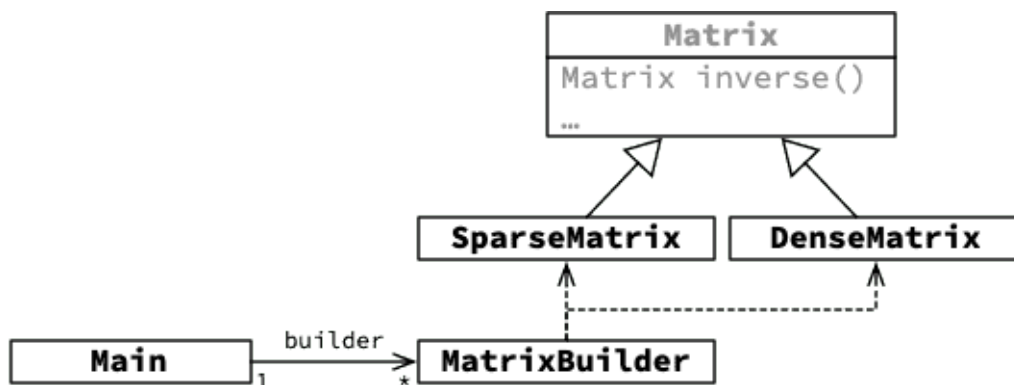 Matrix
Matrix inverse()
…
SparseMatrix
DenseMatrix
builder
Main
MatrixBuilder
1
*